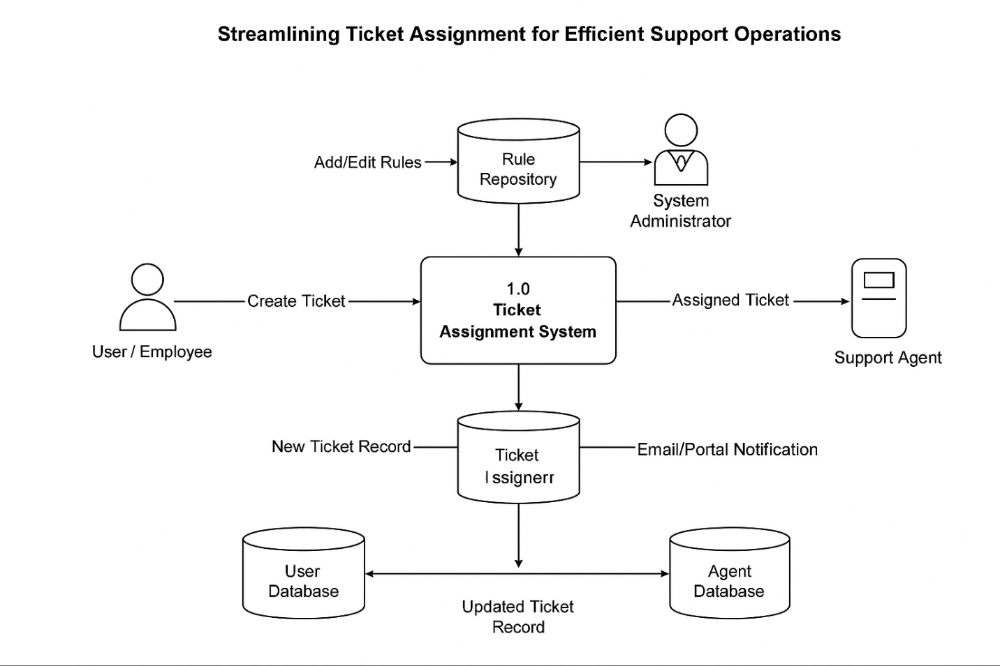 Streamlining Ticket Assignment for Efficient Support Operations
Add/Edit Rules
Rule
Repository
System
Administrator
User / Employee
Create Ticket
1.0
Ticket
Assignment System
Assigned Ticket
Support Agent
New Ticket Record
Ticket
Email/Portal Notification
User
Database
Agent
Database
Updated Ticket
Record